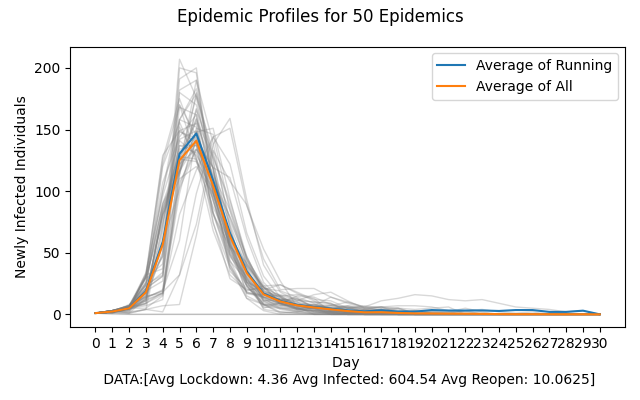 Epidemic Profiles for 50 Epidemics
Newly Infected Individuals
200
150
100
50
0
Average of Running
Average of All
0 1 2 3 4 5 6 7 8 9 10 11 12 13 14 15 16 17 18 19 20 21 22 23 24 25 26 27 28 29 30
Day
DATA:[Avg Lockdown: 4.36 Avg Infected: 604.54 Avg Reopen: 10.0625]